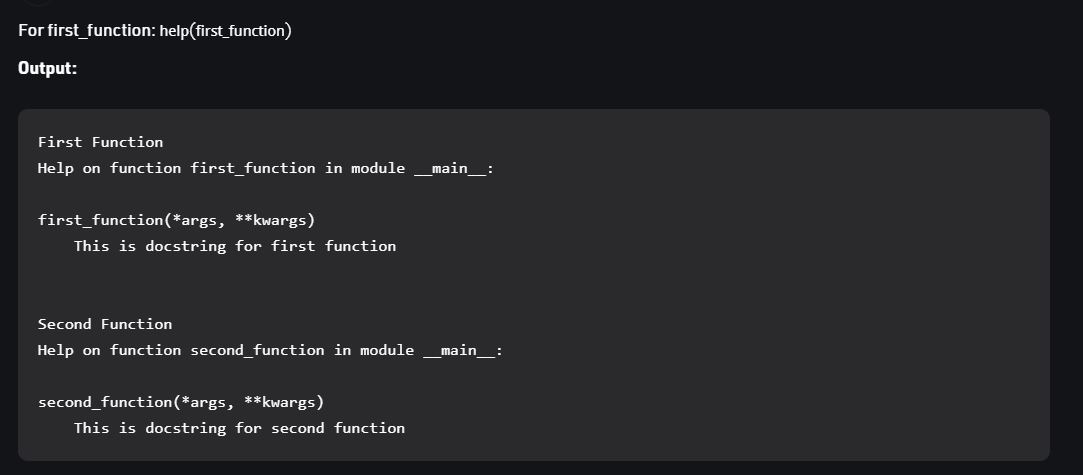 For first_function: help(first_function)
Output:
First Function
Help on function first_function in module __main__:
first_function(*args, **kwargs)
This is docstring for first function
Second Function
Help on function second_function in module __main__:
second_function(*args, **kwargs)
This is docstring for second function